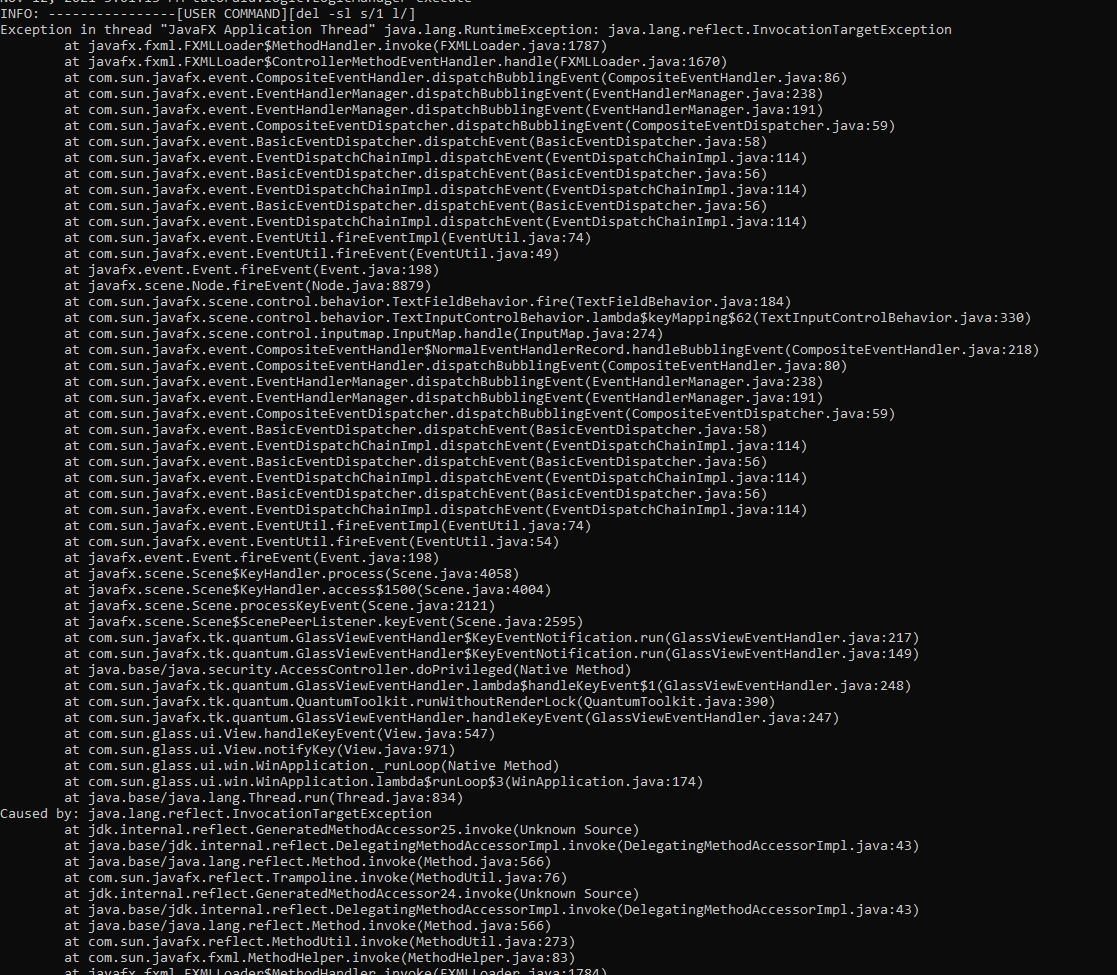 Nov 12, 2021 5:01:13 PM tutoraid.logic.LogicManager execute
INFO: ----------------[USER COMMAND][del -sl s/1 l/]
Exception in thread "JavaFX Application Thread" java.lang.RuntimeException: java.lang.reflect.InvocationTargetException
at javafx.fxml.FXMLLoader$MethodHandler.invoke(FXMLLoader.java:1787)
at javafx.fxml.FXMLLoader$ControllerMethodEventHandler.handle(FXMLLoader.java:1670)
at com.sun.javafx.event.CompositeEventHandler.dispatchBubblingEvent(CompositeEventHandler.java:86)
at com.sun.javafx.event.EventHandlerManager.dispatchBubblingEvent(EventHandlerManager.java:238)
at com.sun.javafx.event.EventHandlerManager.dispatchBubblingEvent(EventHandlerManager.java:191)
at com.sun.javafx.event.CompositeEventDispatcher.dispatchBubblingEvent(CompositeEventDispatcher.java:59)
at com.sun.javafx.event.BasicEventDispatcher.dispatchEvent(BasicEventDispatcher.java:58)
at com.sun.javafx.event.EventDispatchChainImpl.dispatchEvent(EventDispatchChainImpl.java:114)
at com.sun.javafx.event.BasicEventDispatcher.dispatchEvent(BasicEventDispatcher.java:56)
at com.sun.javafx.event.EventDispatchChainImpl.dispatchEvent(EventDispatchChainImpl.java:114)
at com.sun.javafx.event.BasicEventDispatcher.dispatchEvent(BasicEventDispatcher.java:56)
at com.sun.javafx.event.EventDispatchChainImpl.dispatchEvent(EventDispatchChainImpl.java:114)
at com.sun.javafx.event.EventUtil.fireEventImpl(EventUtil.java:74)
at com.sun.javafx.event.EventUtil.fireEvent(EventUtil.java:49)
at javafx.event.Event.fireEvent(Event.java:198)
at javafx.scene.Node.fireEvent(Node.java:8879)
at com.sun.javafx.scene.control.behavior.TextFieldBehavior.fire(TextFieldBehavior.java:184)
at com.sun.javafx.scene.control.behavior.TextInputControlBehavior.lambda$keyMapping$62(TextInputControlBehavior.java:330)
at com.sun.javafx.scene.control.inputmap.InputMap.handle(InputMap.java:274)
at com.sun.javafx.event.CompositeEventHandler$NormalEventHandlerRecord.handleBubblingEvent(CompositeEventHandler.java:218)
at com.sun.javafx.event.CompositeEventHandler.dispatchBubblingEvent(CompositeEventHandler.java:80)
at com.sun.javafx.event.EventHandlerManager.dispatchBubblingEvent(EventHandlerManager.java:238)
at com.sun.javafx.event.EventHandlerManager.dispatchBubblingEvent(EventHandlerManager.java:191)
at com.sun.javafx.event.CompositeEventDispatcher.dispatchBubblingEvent(CompositeEventDispatcher.java:59)
at com.sun.javafx.event.BasicEventDispatcher.dispatchEvent(BasicEventDispatcher.java:58)
at com.sun.javafx.event.EventDispatchChainImpl.dispatchEvent(EventDispatchChainImpl.java:114)
at com.sun.javafx.event.BasicEventDispatcher.dispatchEvent(BasicEventDispatcher.java:56)
at com.sun.javafx.event.EventDispatchChainImpl.dispatchEvent(EventDispatchChainImpl.java:114)
at com.sun.javafx.event.BasicEventDispatcher.dispatchEvent(BasicEventDispatcher.java:56)
at com.sun.javafx.event.EventDispatchChainImpl.dispatchEvent(EventDispatchChainImpl.java:114)
at com.sun.javafx.event.EventUtil.fireEventImpl(EventUtil.java:74)
at com.sun.javafx.event.EventUtil.fireEvent(EventUtil.java:54)
at javafx.event.Event.fireEvent(Event.java:198)
at javafx.scene.Scene$KeyHandler.process(Scene.java:4058)
at javafx.scene.Scene$KeyHandler.access$1500(Scene.java:4004)
at javafx.scene.Scene.processKeyEvent(Scene.java:2121)
at javafx.scene.Scene$ScenePeerListener.keyEvent(Scene.java:2595)
at com.sun.javafx.tk.quantum.GlassViewEventHandler$KeyEventNotification.run(GlassViewEventHandler.java:217)
at com.sun.javafx.tk.quantum.GlassViewEventHandler$KeyEventNotification.run(GlassViewEventHandler.java:149)
at java.base/java.security.AccessController.doPrivileged(Native Method)
at com.sun.javafx.tk.quantum.GlassViewEventHandler.lambda$handleKeyEvent$1(GlassViewEventHandler.java:248)
at com.sun.javafx.tk.quantum.QuantumToolkit.runWithoutRenderLock(QuantumToolkit.java:390)
at com.sun.javafx.tk.quantum.GlassViewEventHandler.handleKeyEvent(GlassViewEventHandler.java:247)
at com.sun.glass.ui.View.handleKeyEvent(View.java:547)
at com.sun.glass.ui.View.notifyKey(View.java:971)
at com.sun.glass.ui.win.WinApplication._runLoop(Native Method)
at com.sun.glass.ui.win.WinApplication.lambda$runLoop$3(WinApplication.java:174)
at java.base/java.lang.Thread.run(Thread.java:834)
Caused by: java.lang.reflect.InvocationTargetException
at jdk.internal.reflect.GeneratedMethodAccessor25.invoke(Unknown Source)
at java.base/jdk.internal.reflect.DelegatingMethodAccessorImpl.invoke(DelegatingMethodAccessorImpl.java:43)
at java.base/java.lang.reflect.Method.invoke(Method.java:566)
at com.sun.javafx.reflect.Trampoline.invoke(MethodUtil.java:76)
at jdk.internal.reflect.GeneratedMethodAccessor24.invoke(Unknown Source)
at java.base/jdk.internal.reflect.DelegatingMethodAccessorImpl.invoke(DelegatingMethodAccessorImpl.java:43)
at java.base/java.lang.reflect.Method.invoke(Method.java:566)
at com.sun.javafx.reflect.MethodUtil.invoke(MethodUtil.java:273)
at com.sun.javafx.fxml.MethodHelper.invoke(MethodHelper.java:83)
at javafx.fxml.FXMLLoader$MethodHandler.invoke(FXMLLoader.java:1784)